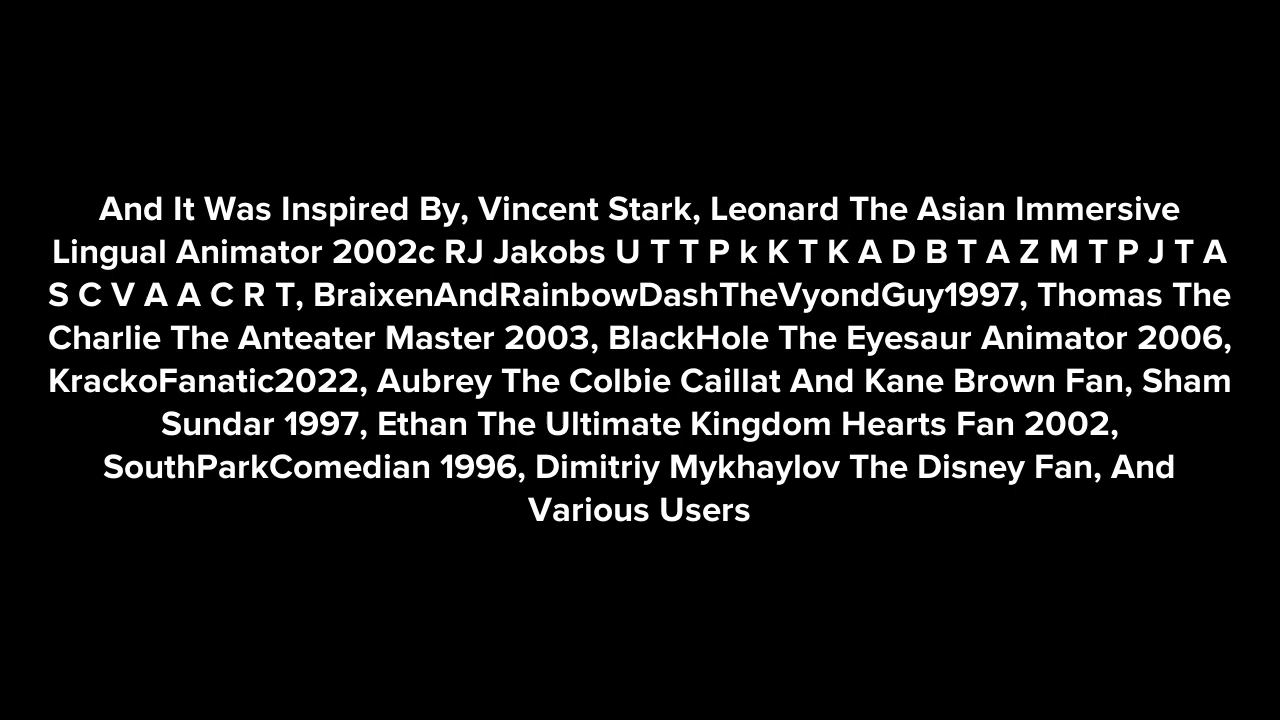 And It Was Inspired By, Vincent Stark, Leonard The Asian Immersive
Lingual Animator 2002c RJ Jakobs U T T P k K T K A D B T A Z M T P J T A
S C V A A C R T, BraixenAndRainbowDashTheVyondGuy1997, Thomas The
Charlie The Anteater Master 2003, BlackHole The Eyesaur Animator 2006,
KrackoFanatic2022, Aubrey The Colbie Caillat And Kane Brown Fan, Sham
Sundar 1997, Ethan The Ultimate Kingdom Hearts Fan 2002,
SouthParkComedian 1996, Dimitriy Mykhaylov The Disney Fan, And
Various Users